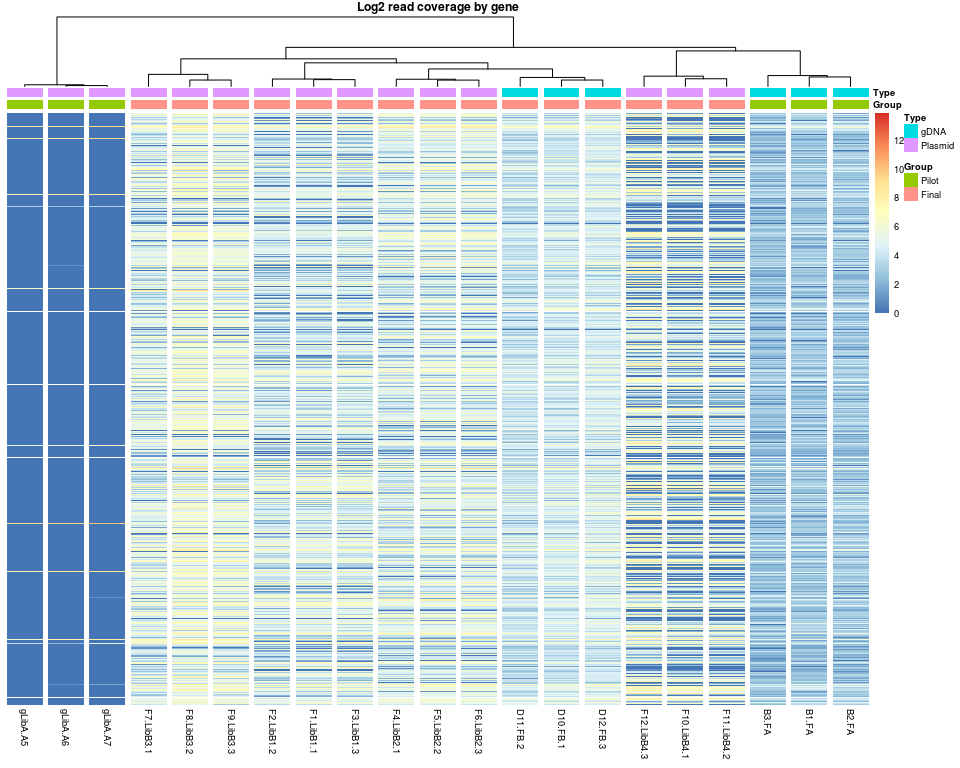 Log2 read coverage by gene
Type
Group
Type
gDNA
Plasmid
Group
Pilot
Final
12
10
8
6
4
2
0
gLibA.A5
gLibA.A6
gLibA.A7
F7.LibB3.1
F8.LibB3.2
F9.LibB3.3
F2.LibB1.2
F1.LibB1.1
F3.LibB1.3
F4.LibB2.1
F5.LibB2.2
F6.LibB2.3
D11.FB.2
D10.FB.1
D12.FB.3
F12.LibB4.3
F10.LibB4.1
F11.LibB4.2
B3.FA
B1.FA
B2.FA